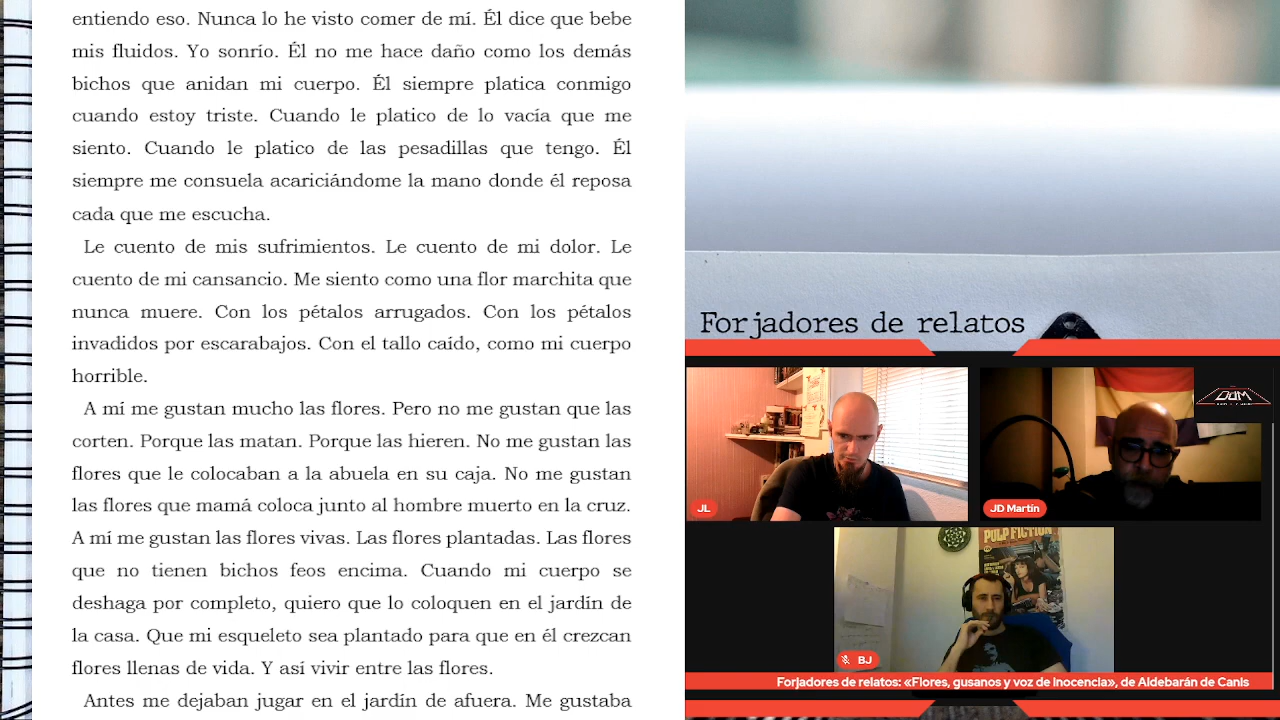 entiendo eso. Nunca lo he visto comer de mí. Él dice que bebe
mis fluidos. Yo sonrío. Él no me hace daño como los demás
bichos que anidan mi cuerpo. Él siempre platica conmigo
cuando estoy triste. Cuando le platico de lo vacía que me
siento. Cuando le platico de las pesadillas que tengo. Él
siempre me consuela acariciándome la mano donde él reposa
cada que me escucha.
Le cuento de mis sufrimientos. Le cuento de mi dolor. Le
cuento de mi cansancio. Me siento como una flor marchita que
nunca muere. Con los pétalos arrugados. Con los pétalos
invadidos por escarabajos. Con el tallo caído, como mi cuerpo
horrible.
A mí me gustan mucho las flores. Pero no me gustan que las
corten. Porque las matan. Porque las hieren. No me gustan las
flores que le colocaban a la abuela en su caja. No me gustan
las flores que mamá coloca junto al hombre muerto en la cruz.
A mí me gustan las flores vivas. Las flores plantadas. Las flores
que no tienen bichos feos encima. Cuando mi cuerpo se
deshaga por completo, quiero que lo coloquen en el jardín de
la casa. Que mi esqueleto sea plantado para que en él crezcan
flores llenas de vida. Y así vivir entre las flores.
Antes me dejaban jugar en el jardín de afuera. Me gustaba
Forjadores de relatos
JL
JD Martín
PULP FICTION
BJ
Forjadores de relatos: «Flores, gusanos y voz de inocencia», de Aldebarán de Canis